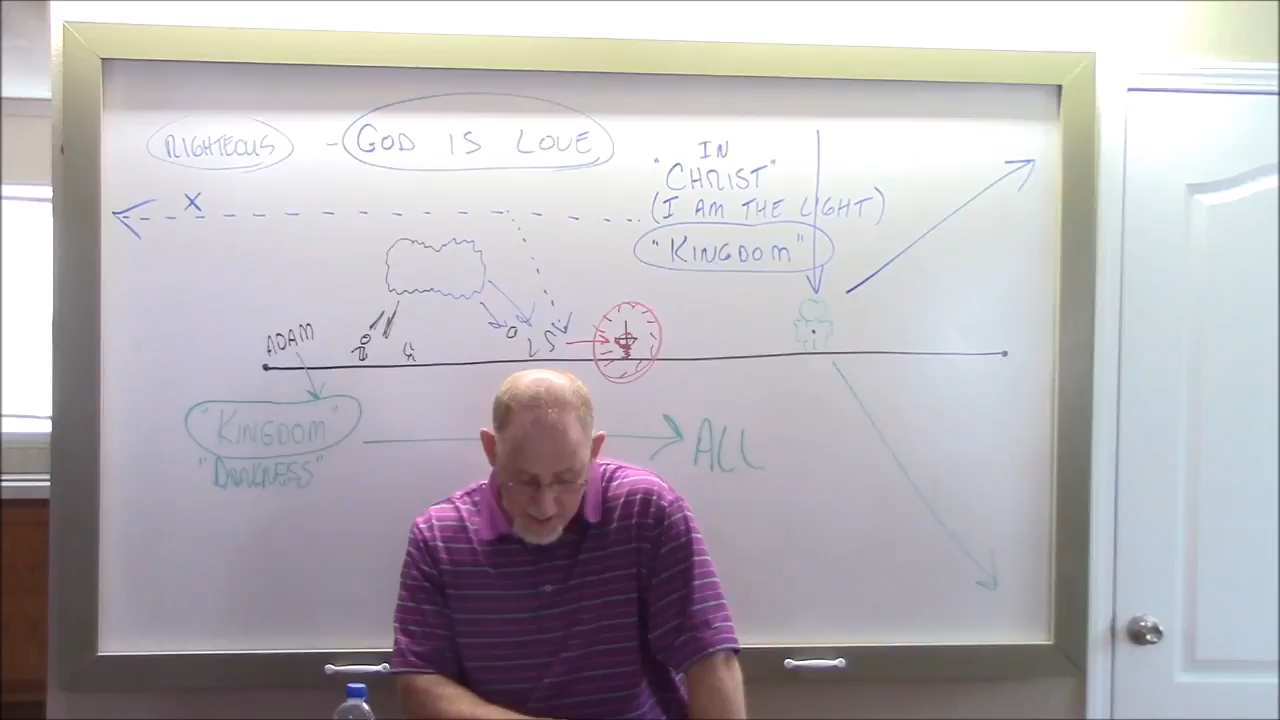 RIGHTEOUS - GOD IS LOVE
IN
"CHRIST"
(I AM THE LIGHT)
"KINGDOM"
X
ADAM
"KINGDOM"
"DARKNESS"
ALL